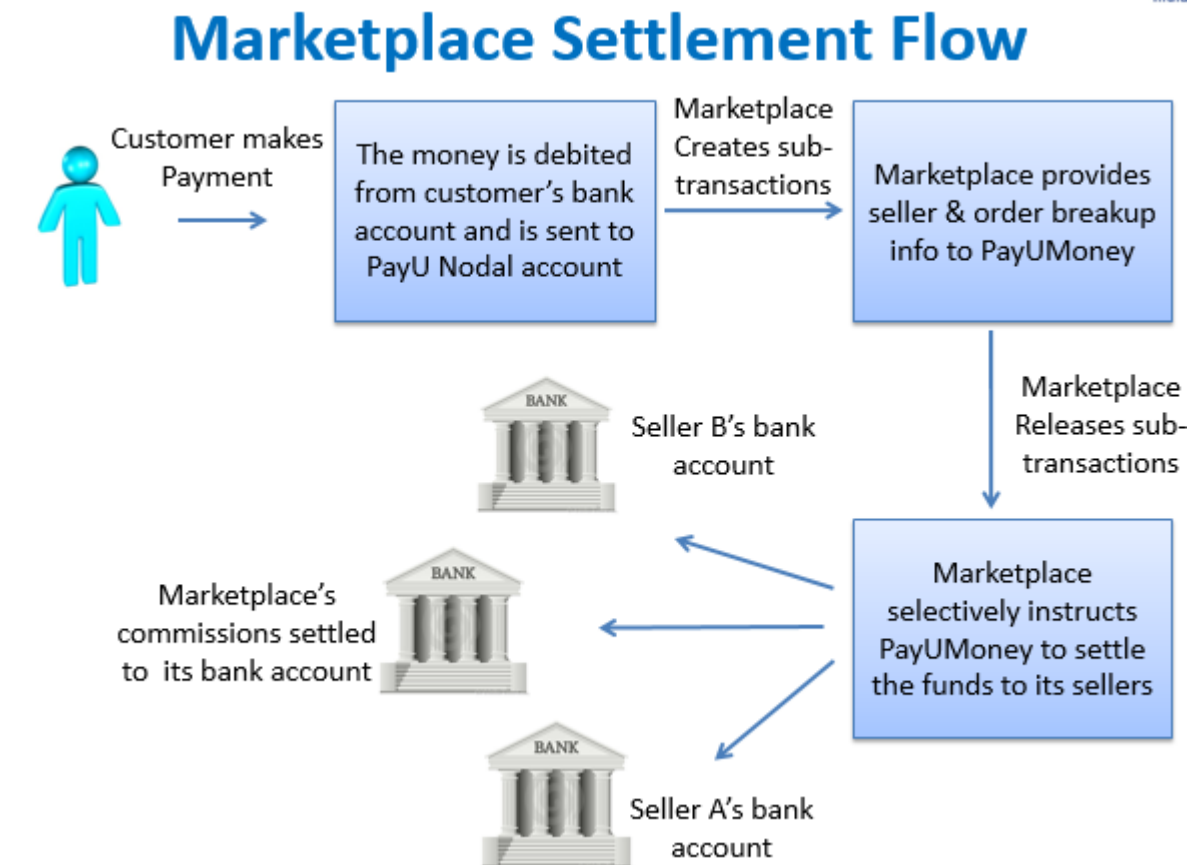 Marketplace Settlement Flow
Customer makes
Payment
The money is debited
from customer's bank
account and is sent to
PayU Nodal account
Marketplace
Creates sub-
transactions
Marketplace provides
seller & order breakup
info to PayUMoney
Marketplace
Releases sub-
transactions
BANK
Seller B's bank
account
Marketplace
selectively instructs
PayUMoney to settle
the funds to its sellers
BANK
Marketplace's
commissions settled
to its bank account
BANK
Seller A's bank
account